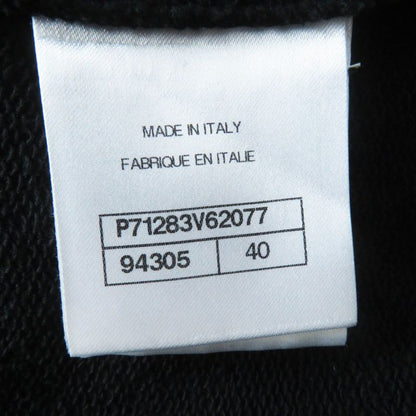 MADE IN ITALY
FABRIQUE EN ITALIE
P71283V62077
94305 40